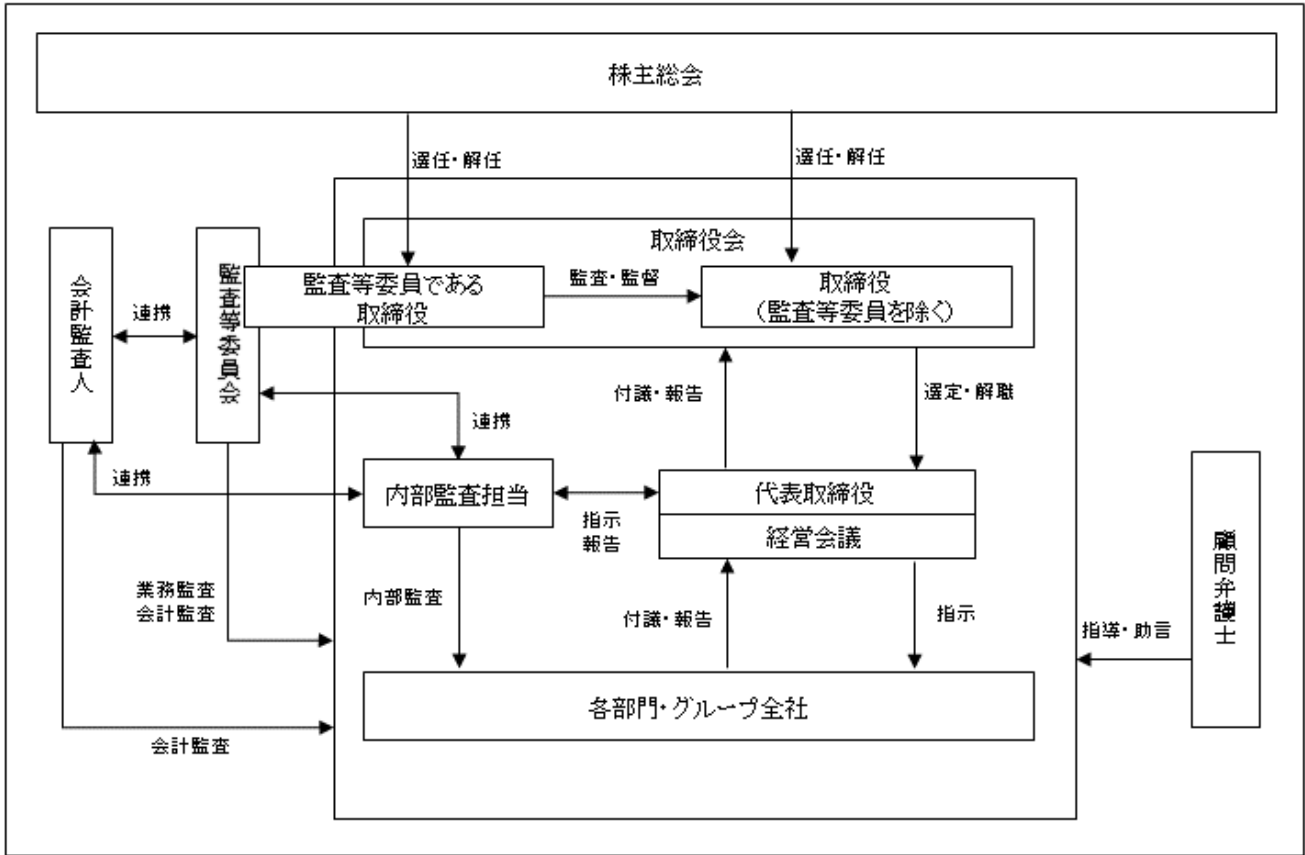 株主総会
選任・解任
選任・解任
取締役会
監査等委員である
取締役
監査・監督
取締役
(監査等委員を除く)
会計監査人
連携
監査等委員会
付議・報告
選定・解職
連携
連携
内部監査担当
指示
報告
代表取締役
経営会議
顧問弁護士
業務監査
会計監査
内部監査
付議・報告
指示
指導・助言
各部門・グループ全社
会計監査